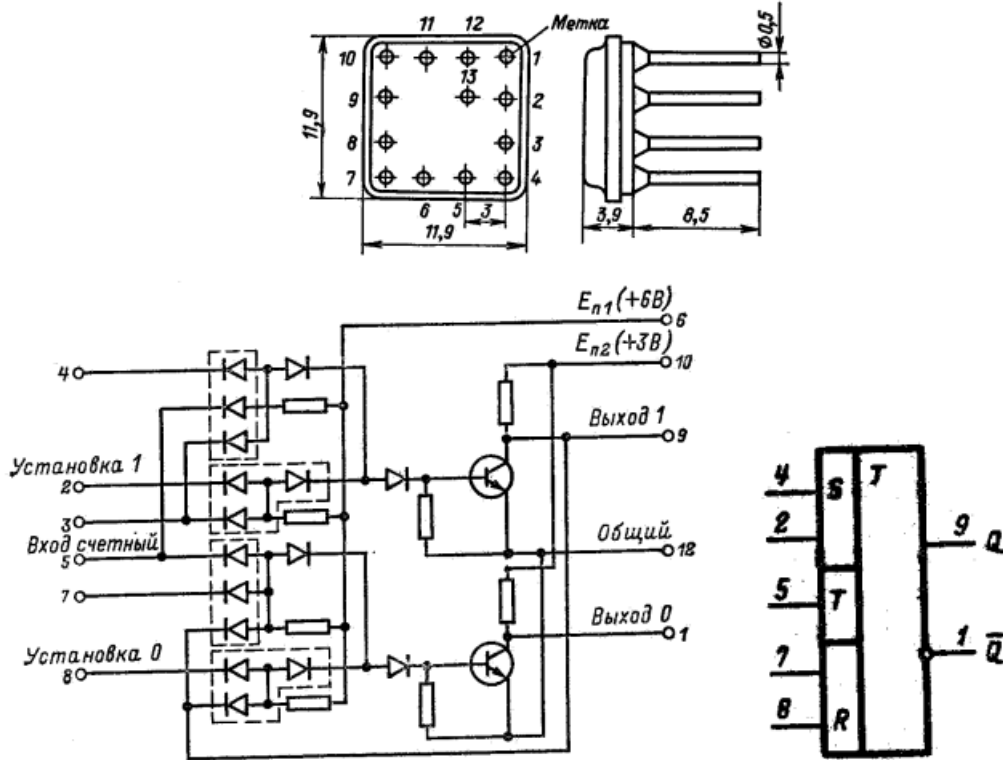 11 12 Метка
10 1
13
9 2
11,9
8 3
7 4
6 5 3
11,9
3,9 8,5
Ø0,5
Eп1(+6В)
6
Eп2(+3В)
10
4
Выход 1
9
Установка 1
2
3
Вход счетный
5
Общий
12
7
Выход 0
1
Установка 0
8
4 S T
2
9 Q
5 T
1 Q̅
7
8 R